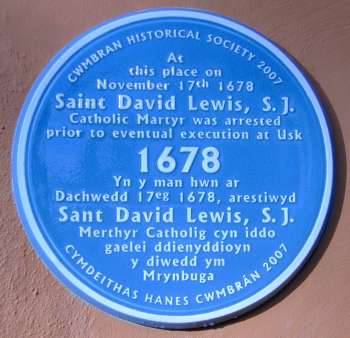 CWMBRAN HISTORICAL SOCIETY 2007
At
this place on
November 17th 1678
Saint David Lewis, S.J.
Catholic Martyr was arrested
prior to eventual execution at Usk
1678
Yn y man hwn ar
Dachwedd 17eg 1678, arestiwyd
Sant David Lewis, S.J.
Merthyr Catholig cyn iddo
gaelei ddienyddioyn
y diwedd ym
Mrynbuga
CYMDEITHAS HANES CWMBRÂN 2007